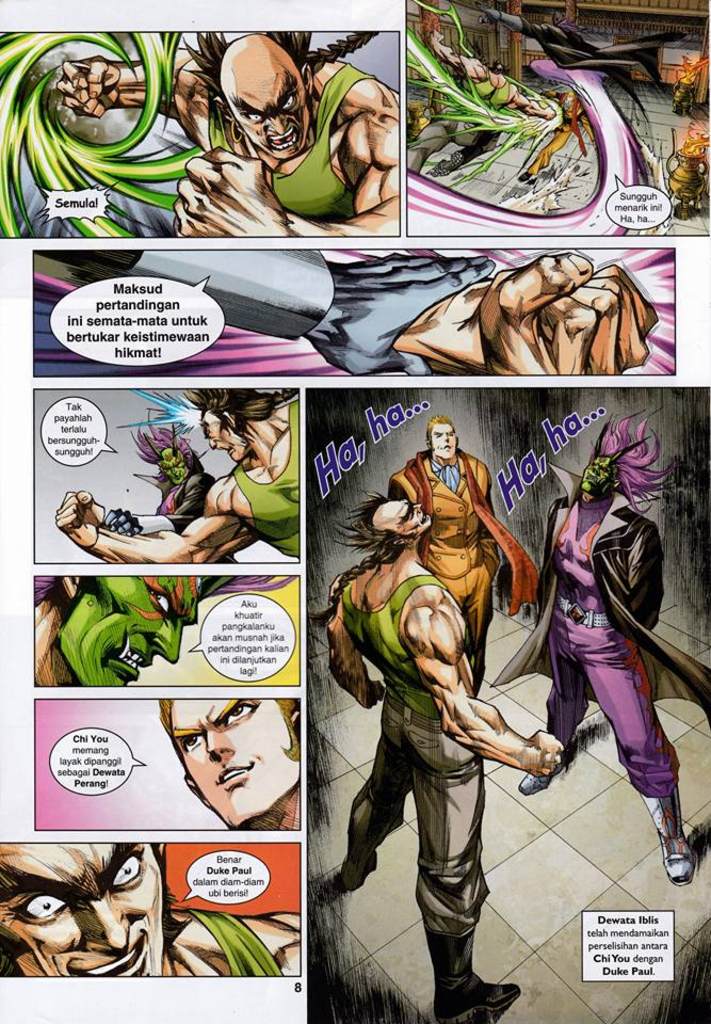 Semula!
Sungguh
menarik ini!
Ha, ha...
Maksud
pertandingan
ini semata-mata untuk
bertukar keistimewaan
hikmat!
Tak
payahlah
terlalu
bersungguh-
sungguh!
Ha, ha...
Ha, ha...
Aku
khuatir
pangkalanku
akan musnah jika
pertandingan kalian
ini dilanjutkan
lagi!
Chi You
memang
layak dipanggil
sebagai Dewata
Perang!
Benar
Duke Paul
dalam diam-diam
ubi berisi!
Dewata Iblis
telah mendamaikan
perselisihan antara
Chi You dengan
Duke Paul.
8